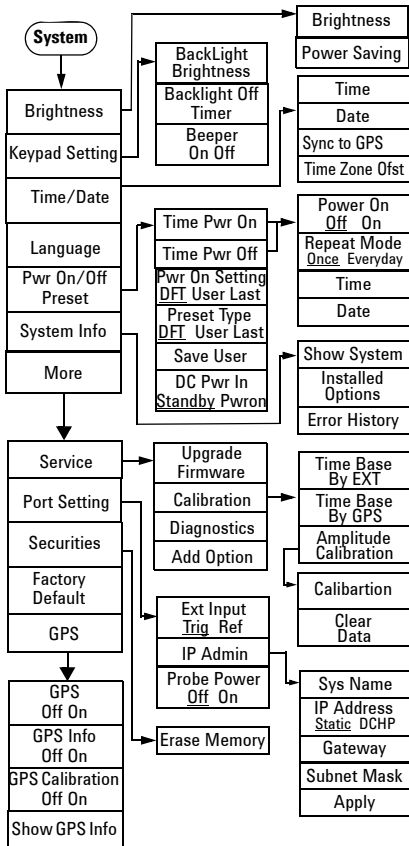 System
Brightness
Keypad Setting
Time/Date
Language
Pwr On/Off
Preset
System Info
More
BackLight
Brightness
Backlight Off
Timer
Beeper
On Off
Brightness
Power Saving
Time
Date
Sync to GPS
Time Zone Ofst
Time Pwr On
Time Pwr Off
Pwr On Setting
DFT User Last
Preset Type
DFT User Last
Save User
DC Pwr In
Standby Pwron
Power On
Off On
Repeat Mode
Once Everyday
Time
Date
Show System
Installed
Options
Error History
Service
Port Setting
Securities
Factory
Default
GPS
Upgrade
Firmware
Calibration
Diagnostics
Add Option
Time Base
By EXT
Time Base
By GPS
Amplitude
Calibration
Calibartion
Clear
Data
Ext Input
Trig Ref
IP Admin
Probe Power
Off On
Erase Memory
Sys Name
IP Address
Static DCHP
Gateway
Subnet Mask
Apply
GPS
Off On
GPS Info
Off On
GPS Calibration
Off On
Show GPS Info